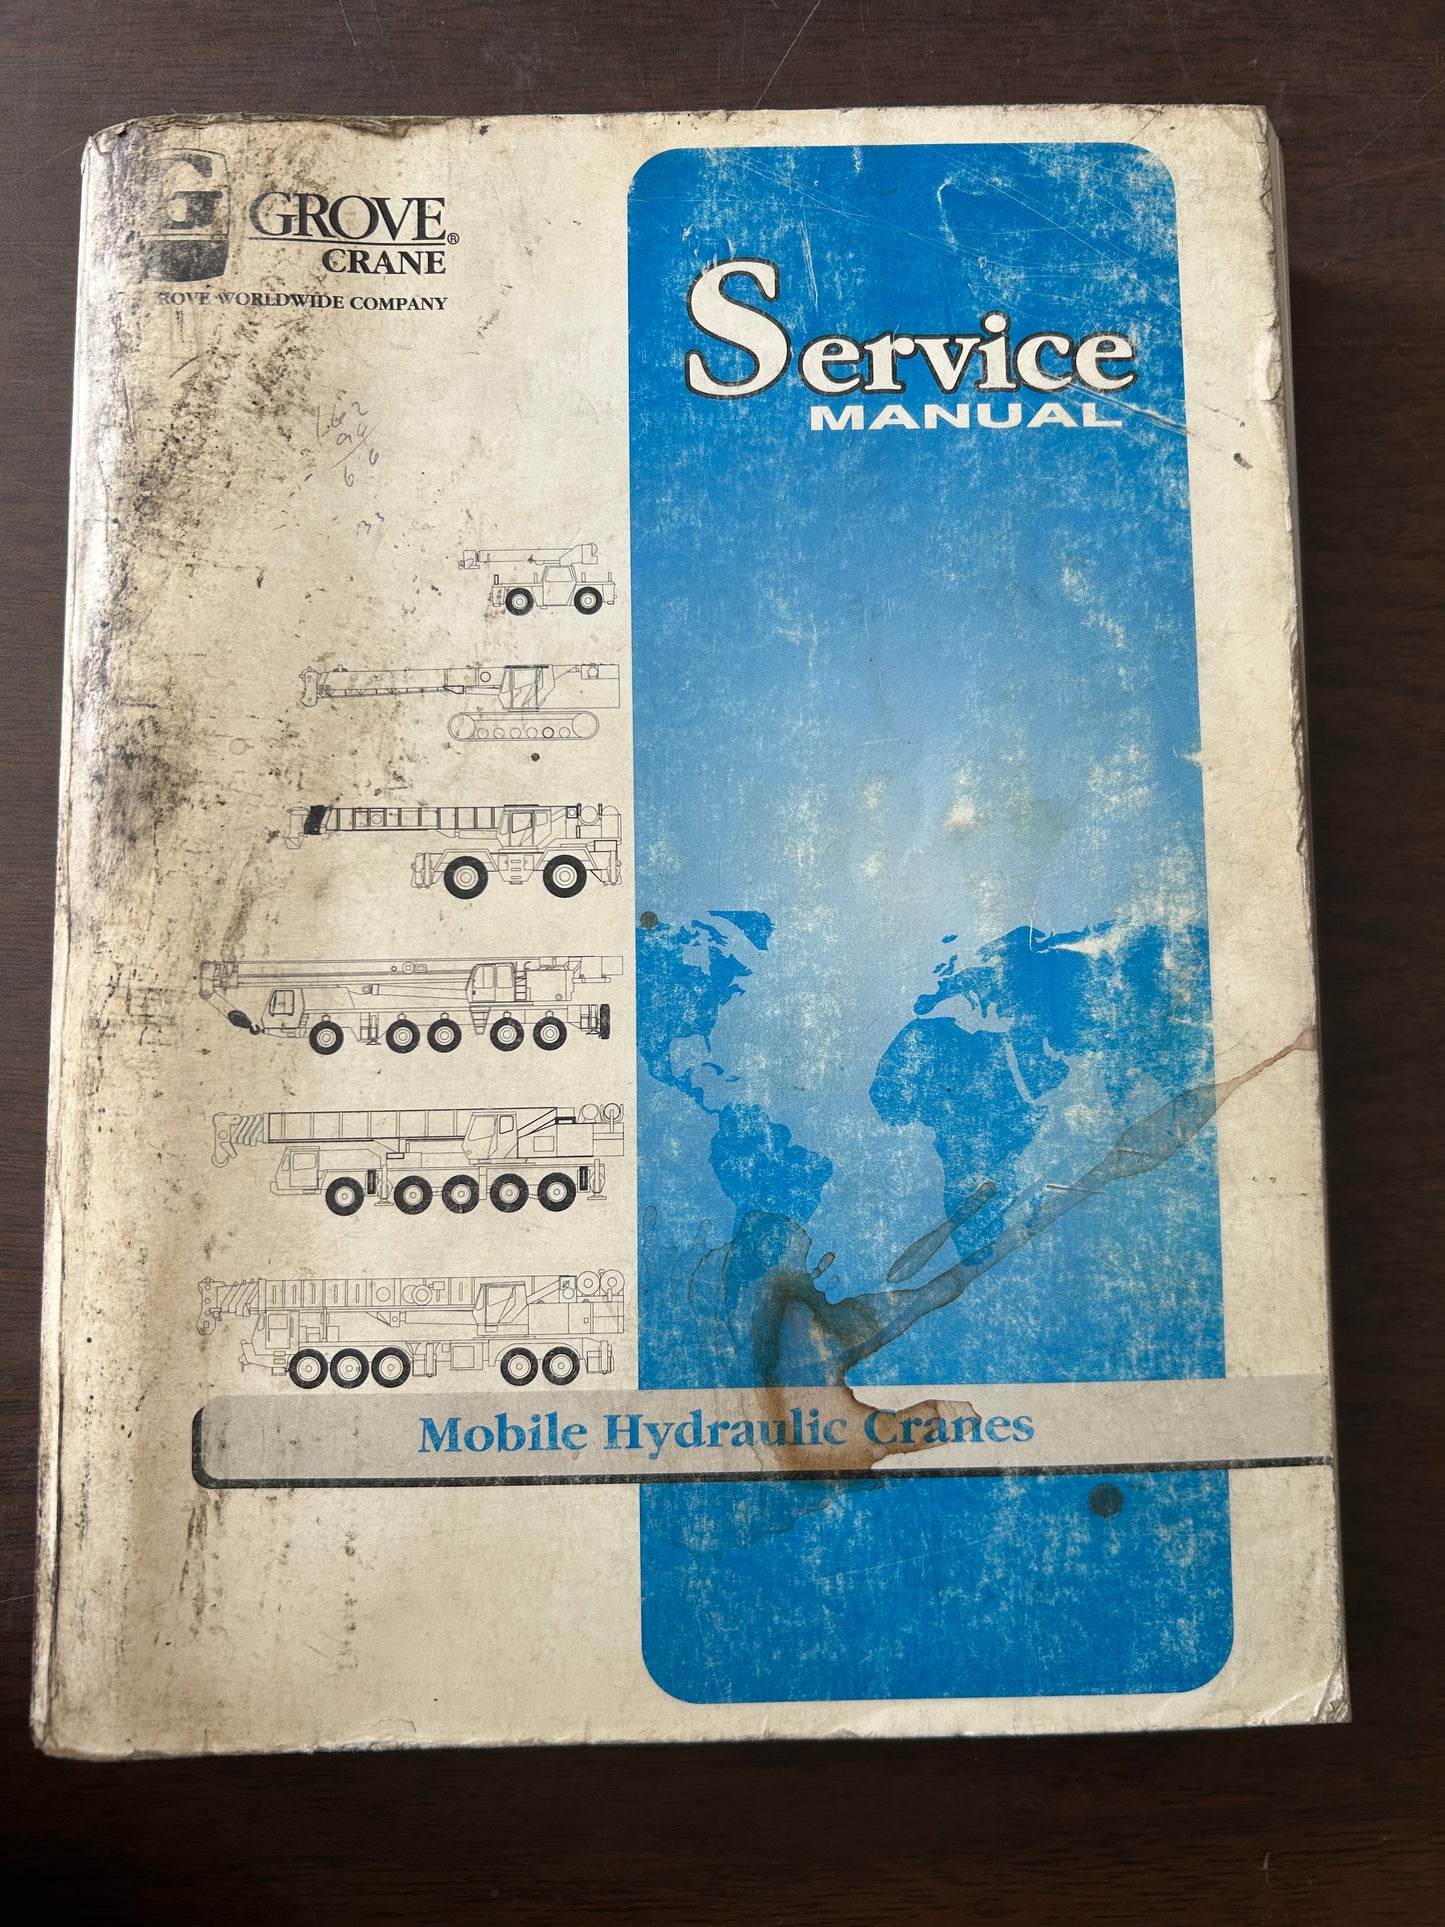 G
GROVE®
CRANE
ROVE WORLDWIDE COMPANY
Service
MANUAL
Mobile Hydraulic Cranes